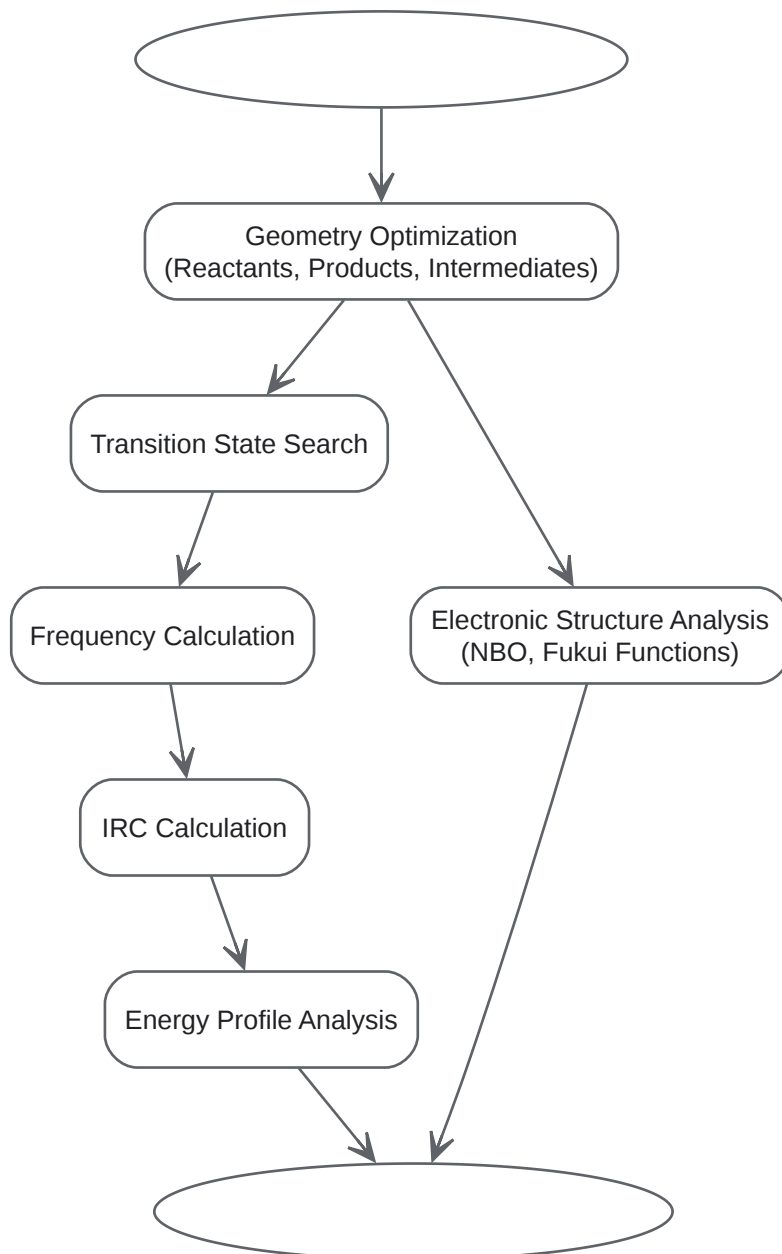 Geometry Optimization
(Reactants, Products, Intermediates)
Transition State Search
Frequency Calculation
Electronic Structure Analysis
(NBO, Fukui Functions)
IRC Calculation
Energy Profile Analysis